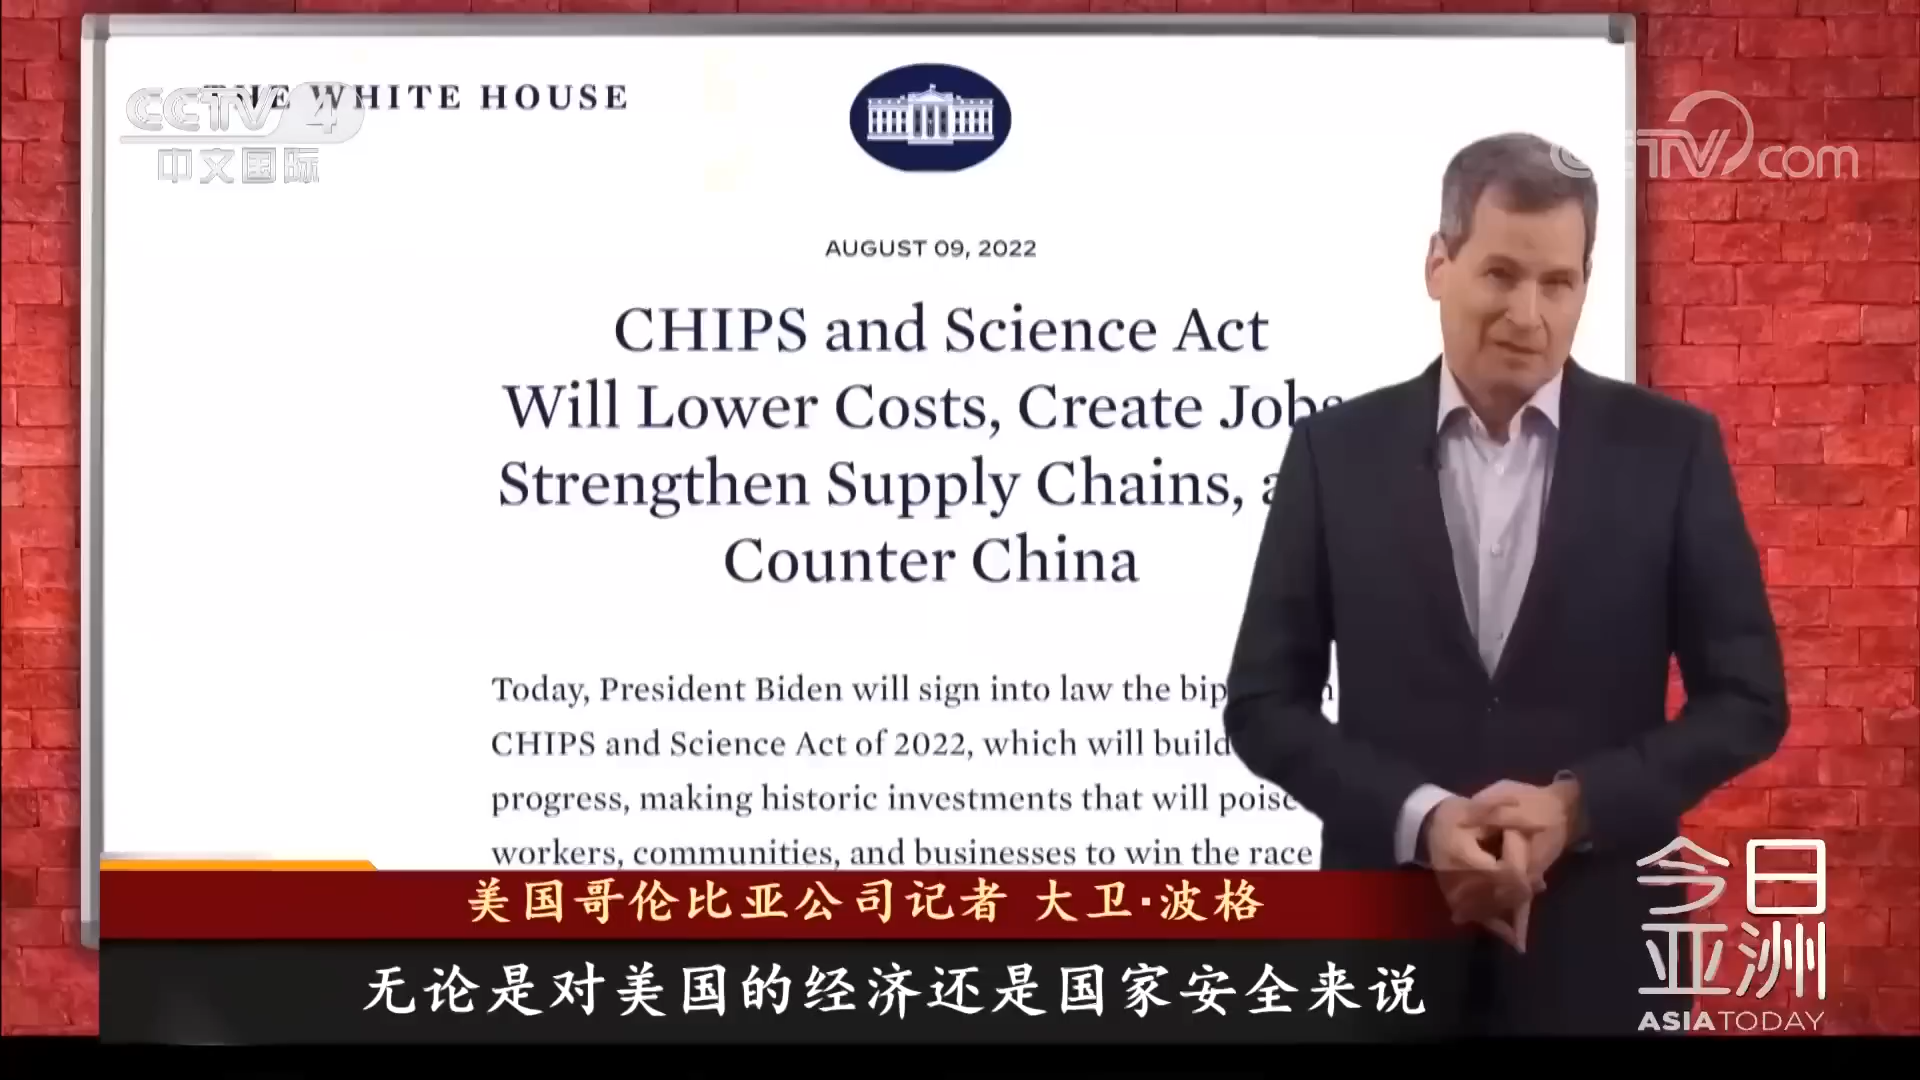 THE WHITE HOUSE
CCTV 4
中文国际
CCTV com
AUGUST 09, 2022
CHIPS and Science Act
Will Lower Costs, Create Jobs,
Strengthen Supply Chains,
Counter China
Today, President Biden will sign into law the
CHIPS and Science Act of 2022, which will build
progress, making historic investments that will poise
workers, communities, and businesses to win the race
美国哥伦比亚公司记者 大卫·波格
无论是对美国的经济还是国家安全来说
今日
亚洲
ASIA TODAY